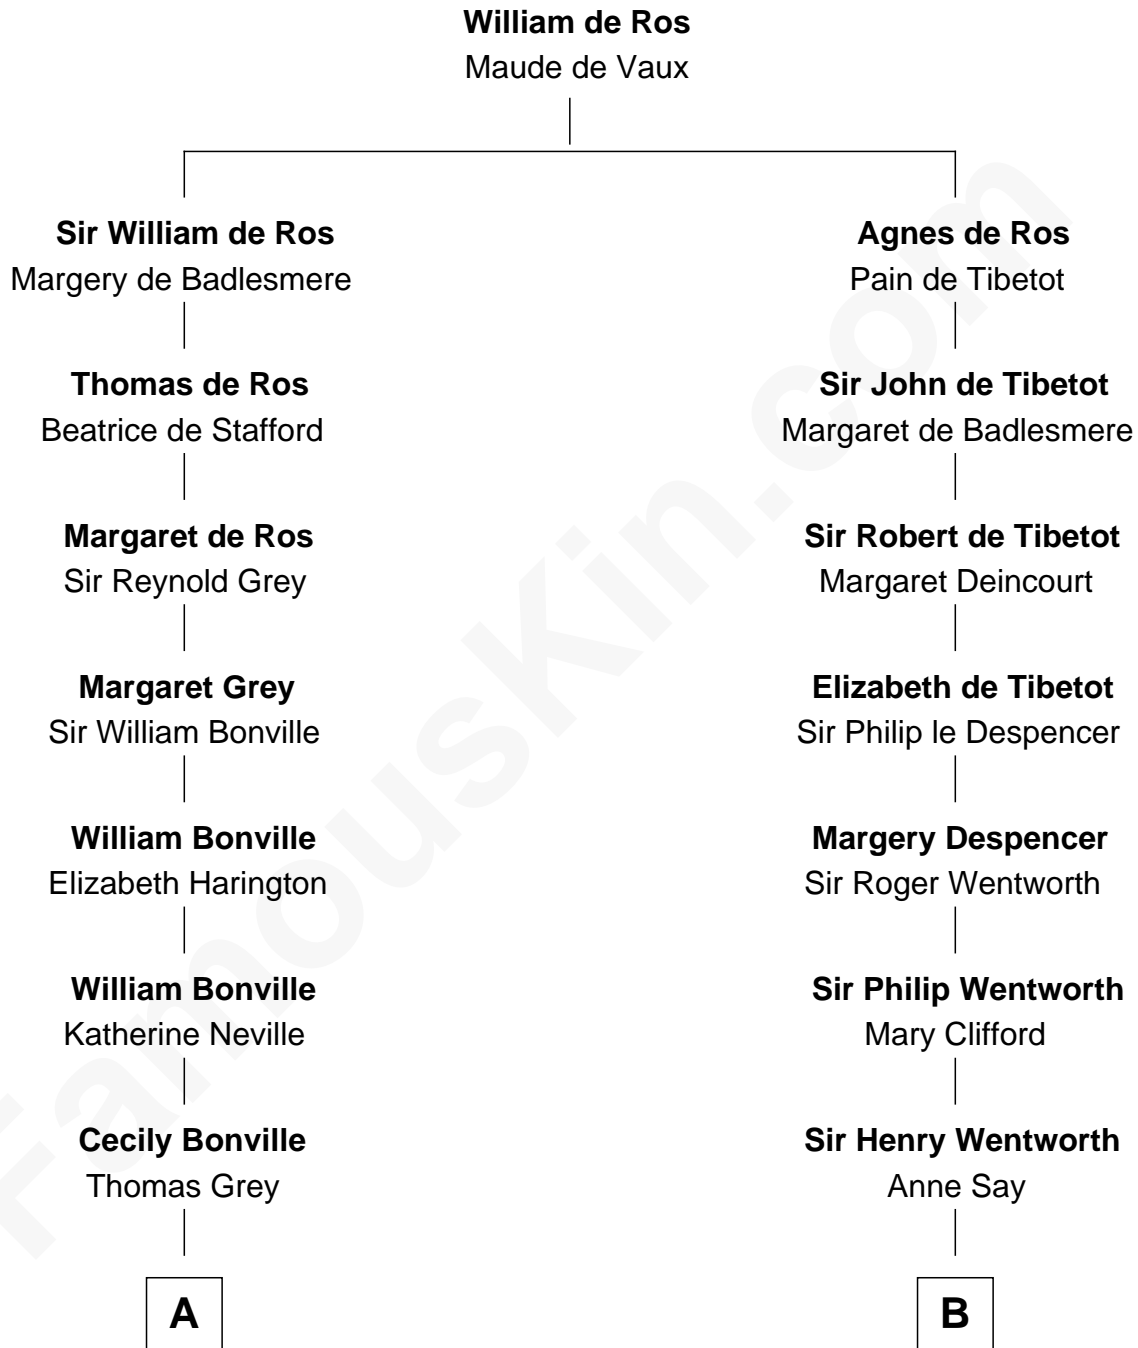 William de Ros
Maude de Vaux
Sir William de Ros
Margery de Badlesmere
Thomas de Ros
Beatrice de Stafford
Margaret de Ros
Sir Reynold Grey
Margaret Grey
Sir William Bonville
William Bonville
Elizabeth Harington
William Bonville
Katherine Neville
Cecily Bonville
Thomas Grey
A
Agnes de Ros
Pain de Tibetot
Sir John de Tibetot
Margaret de Badlesmere
Sir Robert de Tibetot
Margaret Deincourt
Elizabeth de Tibetot
Sir Philip le Despencer
Margery Despencer
Sir Roger Wentworth
Sir Philip Wentworth
Mary Clifford
Sir Henry Wentworth
Anne Say
B
FamousKin.com